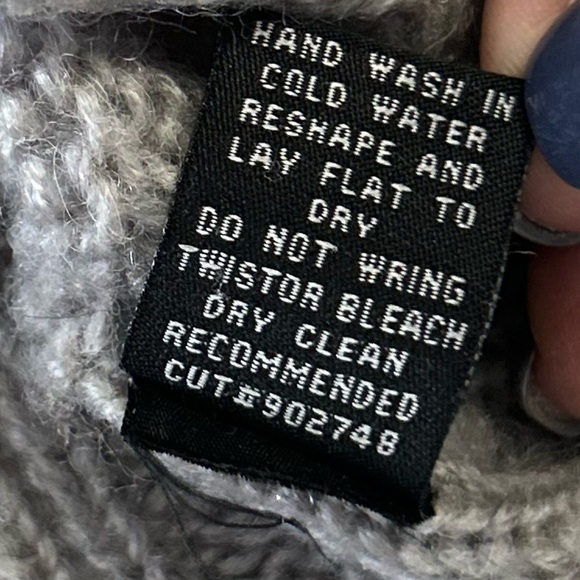 HAND WASH IN
COLD WATER
RESHAPE AND
LAY FLAT TO
DRY
DO NOT WRING
TWISTOR BLEACH
DRY CLEAN
RECOMMENDED
CUT#902748